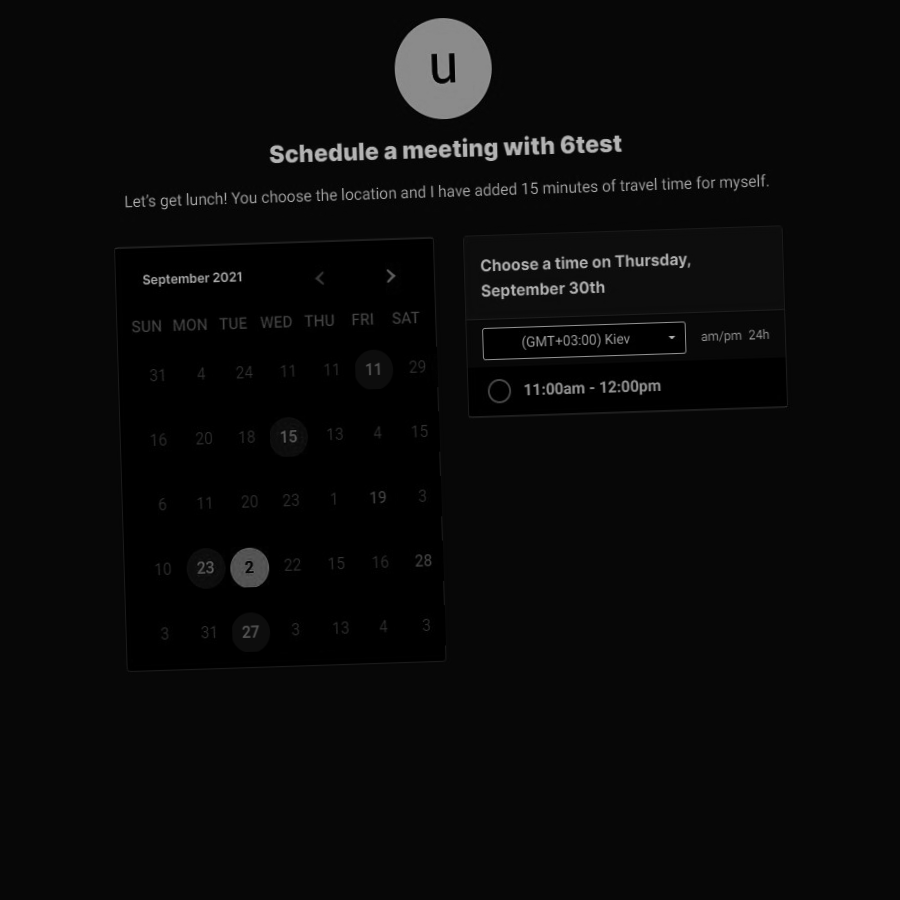 u
Schedule a meeting with 6test
Let's get lunch! You choose the location and I have added 15 minutes of travel time for myself.
September 2021
SUN MON TUE WED THU FRI SAT
31 4 24 11 11 11 29
16 20 18 15 13 4 15
6 11 20 23 1 19 3
10 23 2 22 15 16 28
3 31 27 3 13 4 3
Choose a time on Thursday,
September 30th
(GMT+03:00) Kiev am/pm 24h
11:00am - 12:00pm